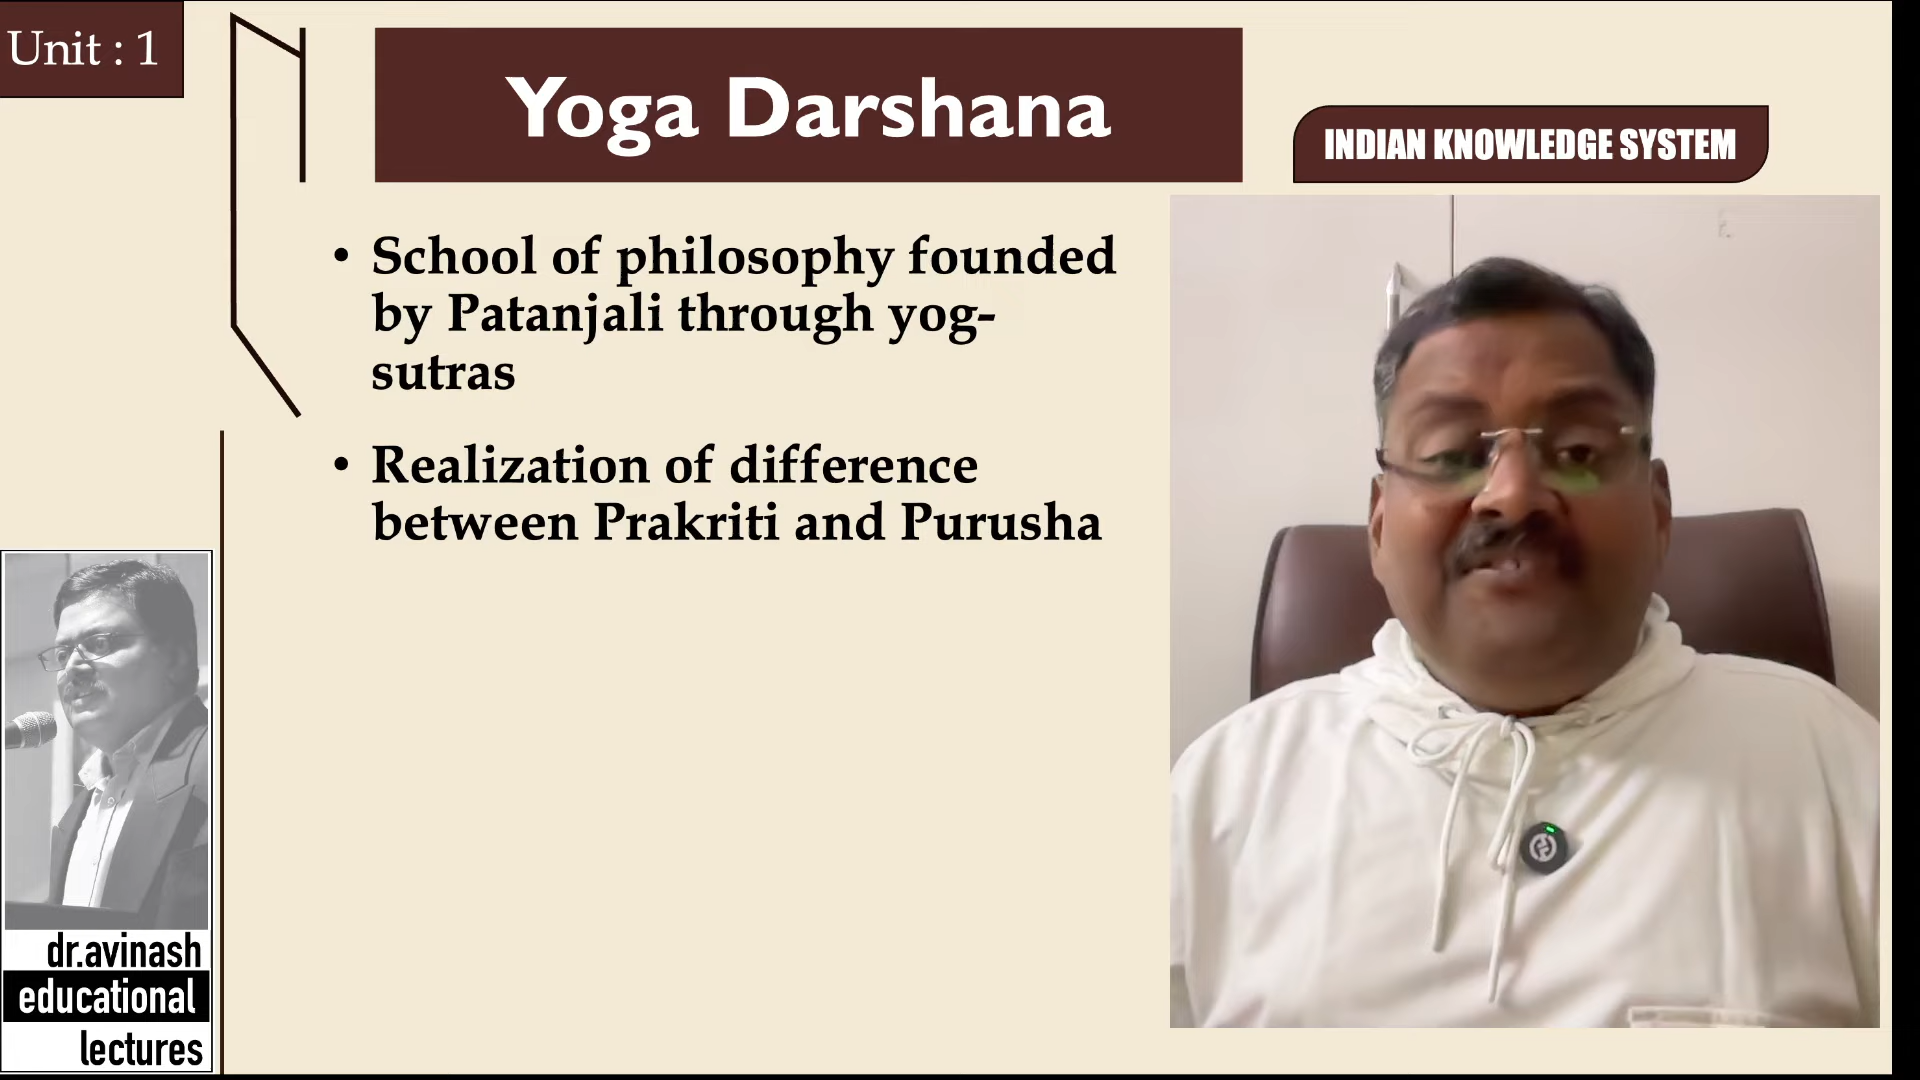 Unit : 1
Yoga Darshana
INDIAN KNOWLEDGE SYSTEM
• School of philosophy founded
by Patanjali through yog-
sutras
• Realization of difference
between Prakriti and Purusha
dr.avinash
educational
lectures